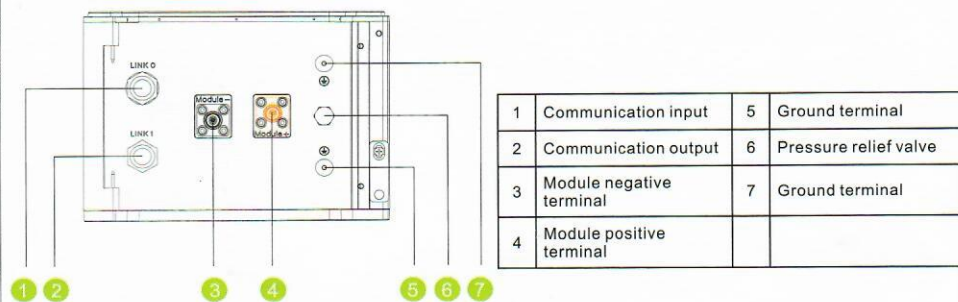 LINK 0
Module−
LINK 1
Module+
1 2 3 4 5 6 7
1 Communication input 5 Ground terminal
2 Communication output 6 Pressure relief valve
3 Module negative terminal 7 Ground terminal
4 Module positive terminal